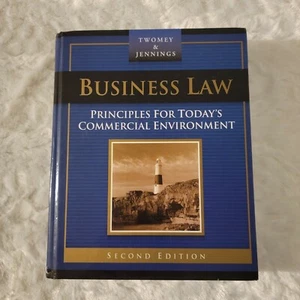 TWOMEY
&
JENNINGS
BUSINESS LAW
PRINCIPLES FOR TODAY'S
COMMERCIAL ENVIRONMENT
SECOND EDITION